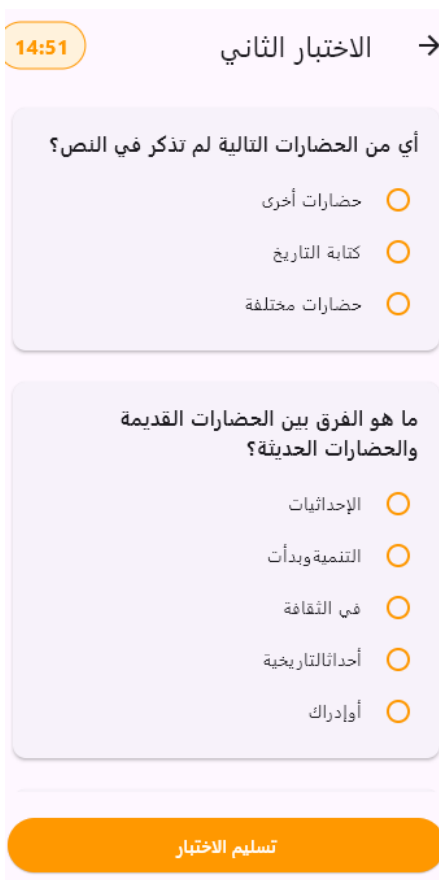 14:51
الاختبار الثاني
أي من الحضارات التالية لم تذكر في النص؟
حضارات أخرى
كتابة التاريخ
حضارات مختلفة
ما هو الفرق بين الحضارات القديمة
والحضارات الحديثة؟
الإحداثيات
التنميةوبدأت
في الثقافة
أحداثالتاريخية
أوإدراك
تسليم الاختبار